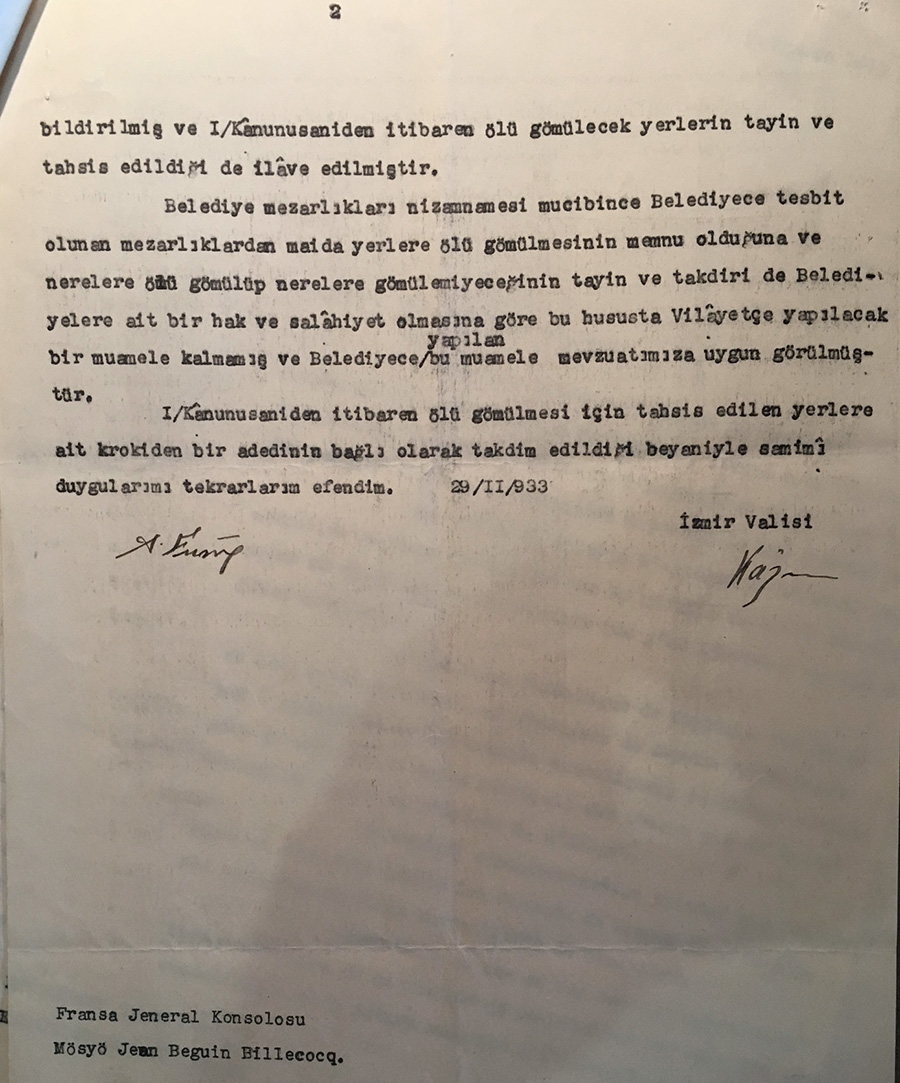 2
bildirilmiş ve I/Kânunusaniden itibaren ölü gömülecek yerlerin tayin ve
tahsis edildiği de ilâve edilmiştir.
Belediye mezarlıkları nizamnamesi mucibince Belediyece tesbit
olunan mezarlıklardan maida yerlere ölü gömülmesinin memnu olduğuna ve
nerelere ölü gömülüp nerelere gömülemiyeceğinin tayin ve takdiri de Beledi-
yelere ait bir hak ve salâhiyet olmasına göre bu hususta Vilâyetçe yapılacak
yapılan
bir muamele kalmamış ve Belediyece/bu muamele mevzuatımıza uygun görülmüş-
tür.
I/Kânunusaniden itibaren ölü gömülmesi için tahsis edilen yerlere
ait krokiden bir adedinin bağlı olarak takdim edildiği beyaniyle samimî
duygularımı tekrarlarım efendim. 29/II/933
İzmir Valisi
Fransa Jeneral Konsolosu
Mösyö Jean Beguin Billecocq.